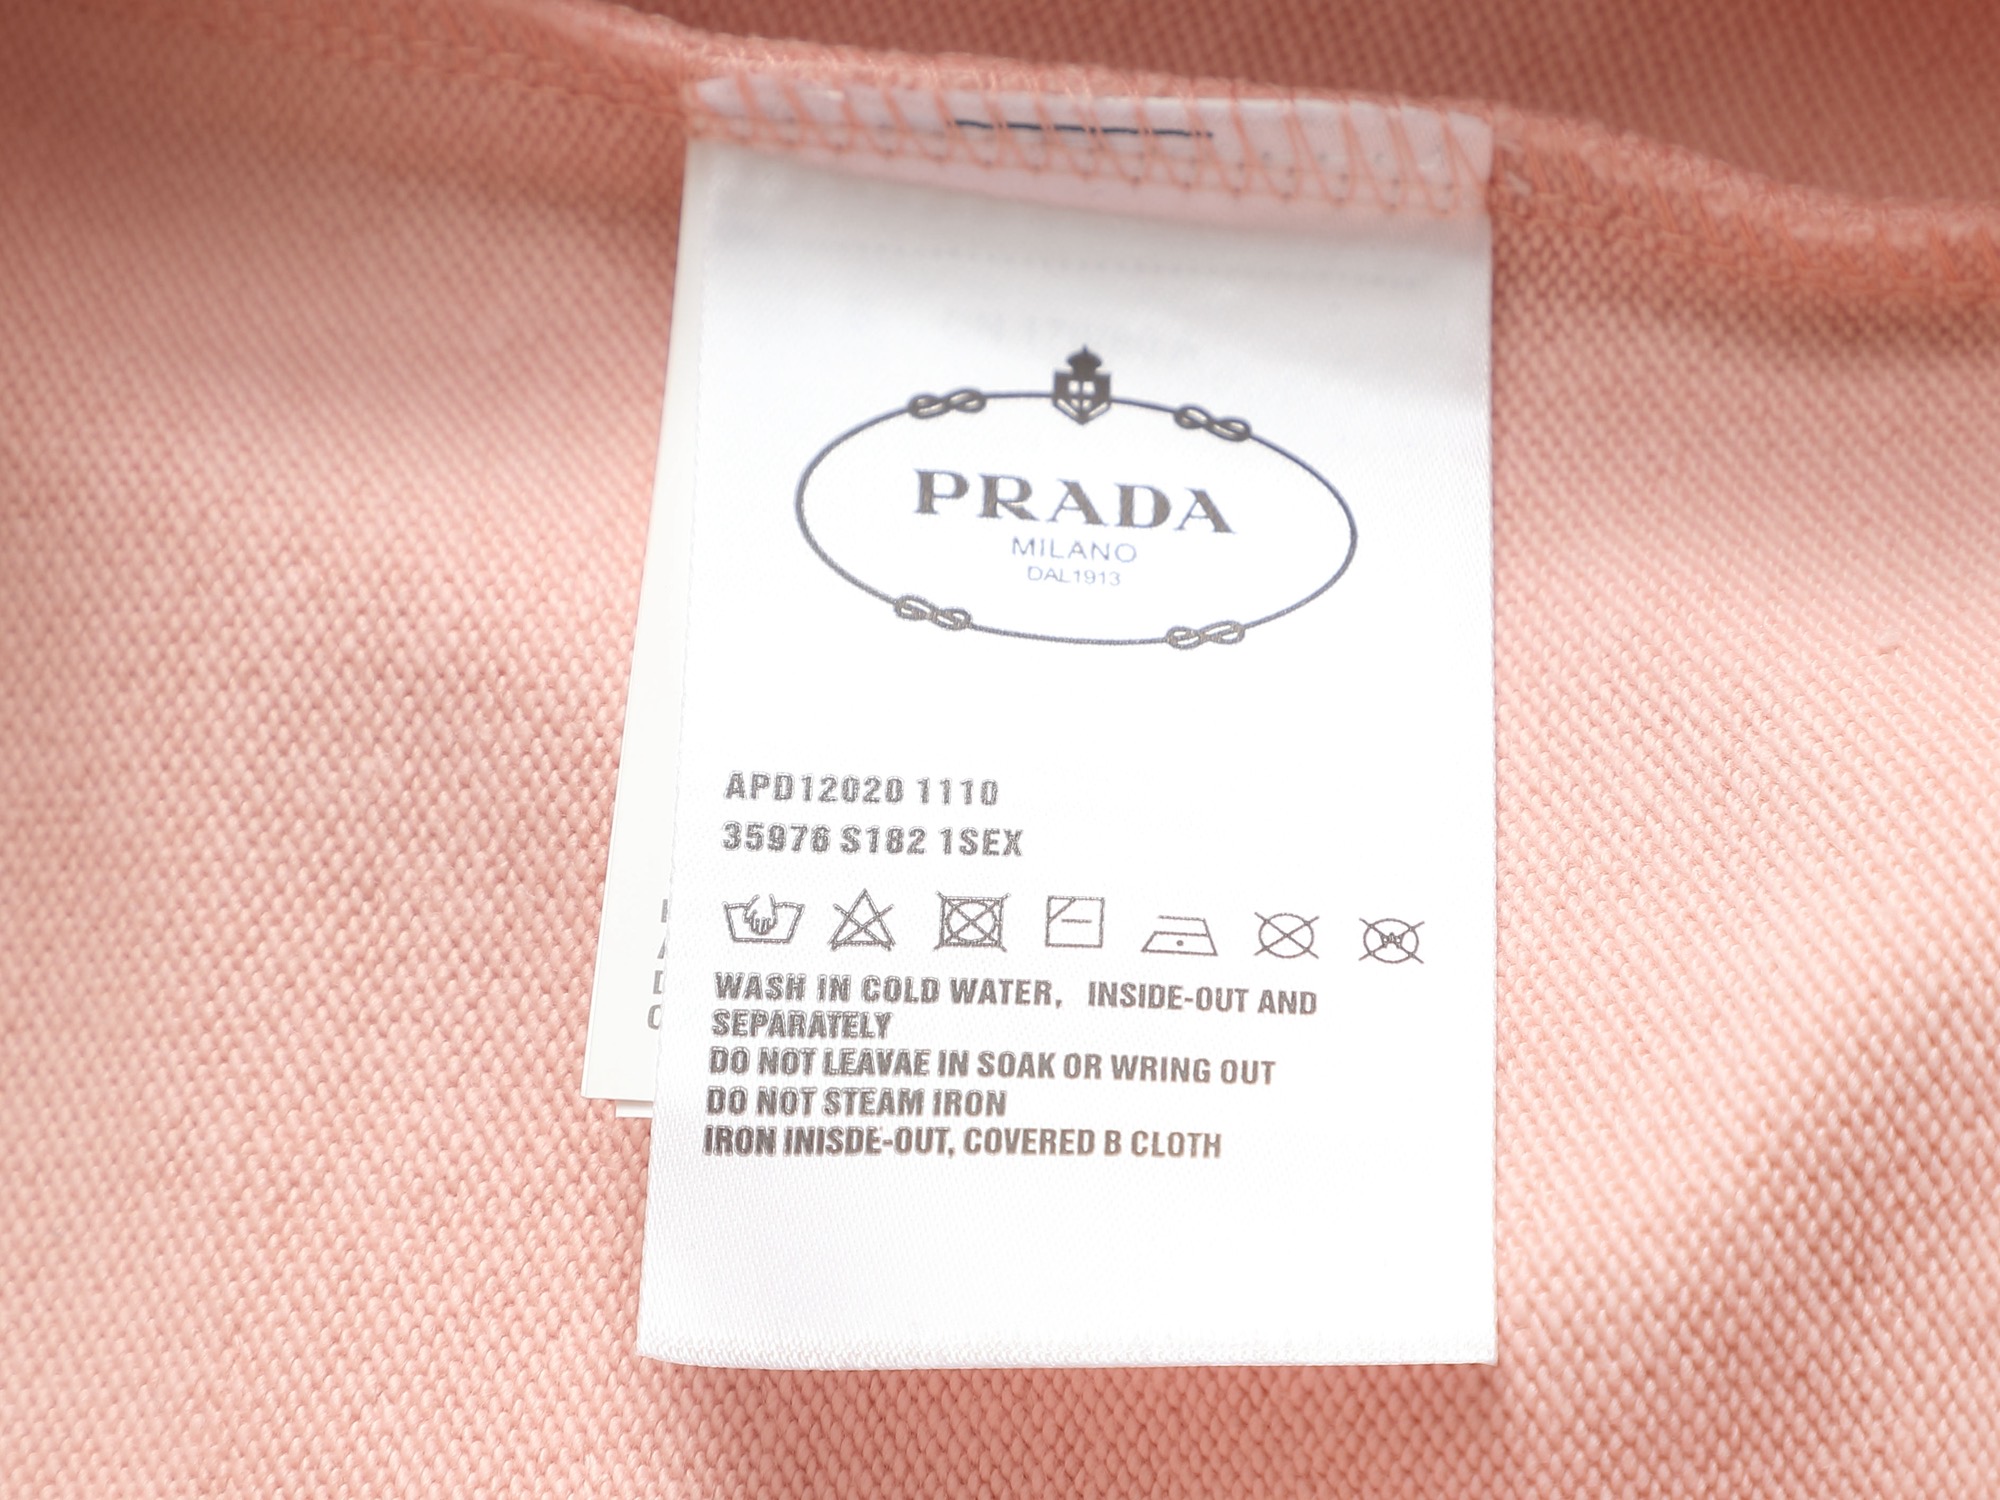 PRADA
MILANO
DAL1913
APD12020 1110
35976 S182 1SEX
WASH IN COLD WATER, INSIDE-OUT AND
SEPARATELY
DO NOT LEAVAE IN SOAK OR WRING OUT
DO NOT STEAM IRON
IRON INISDE-OUT, COVERED B CLOTH